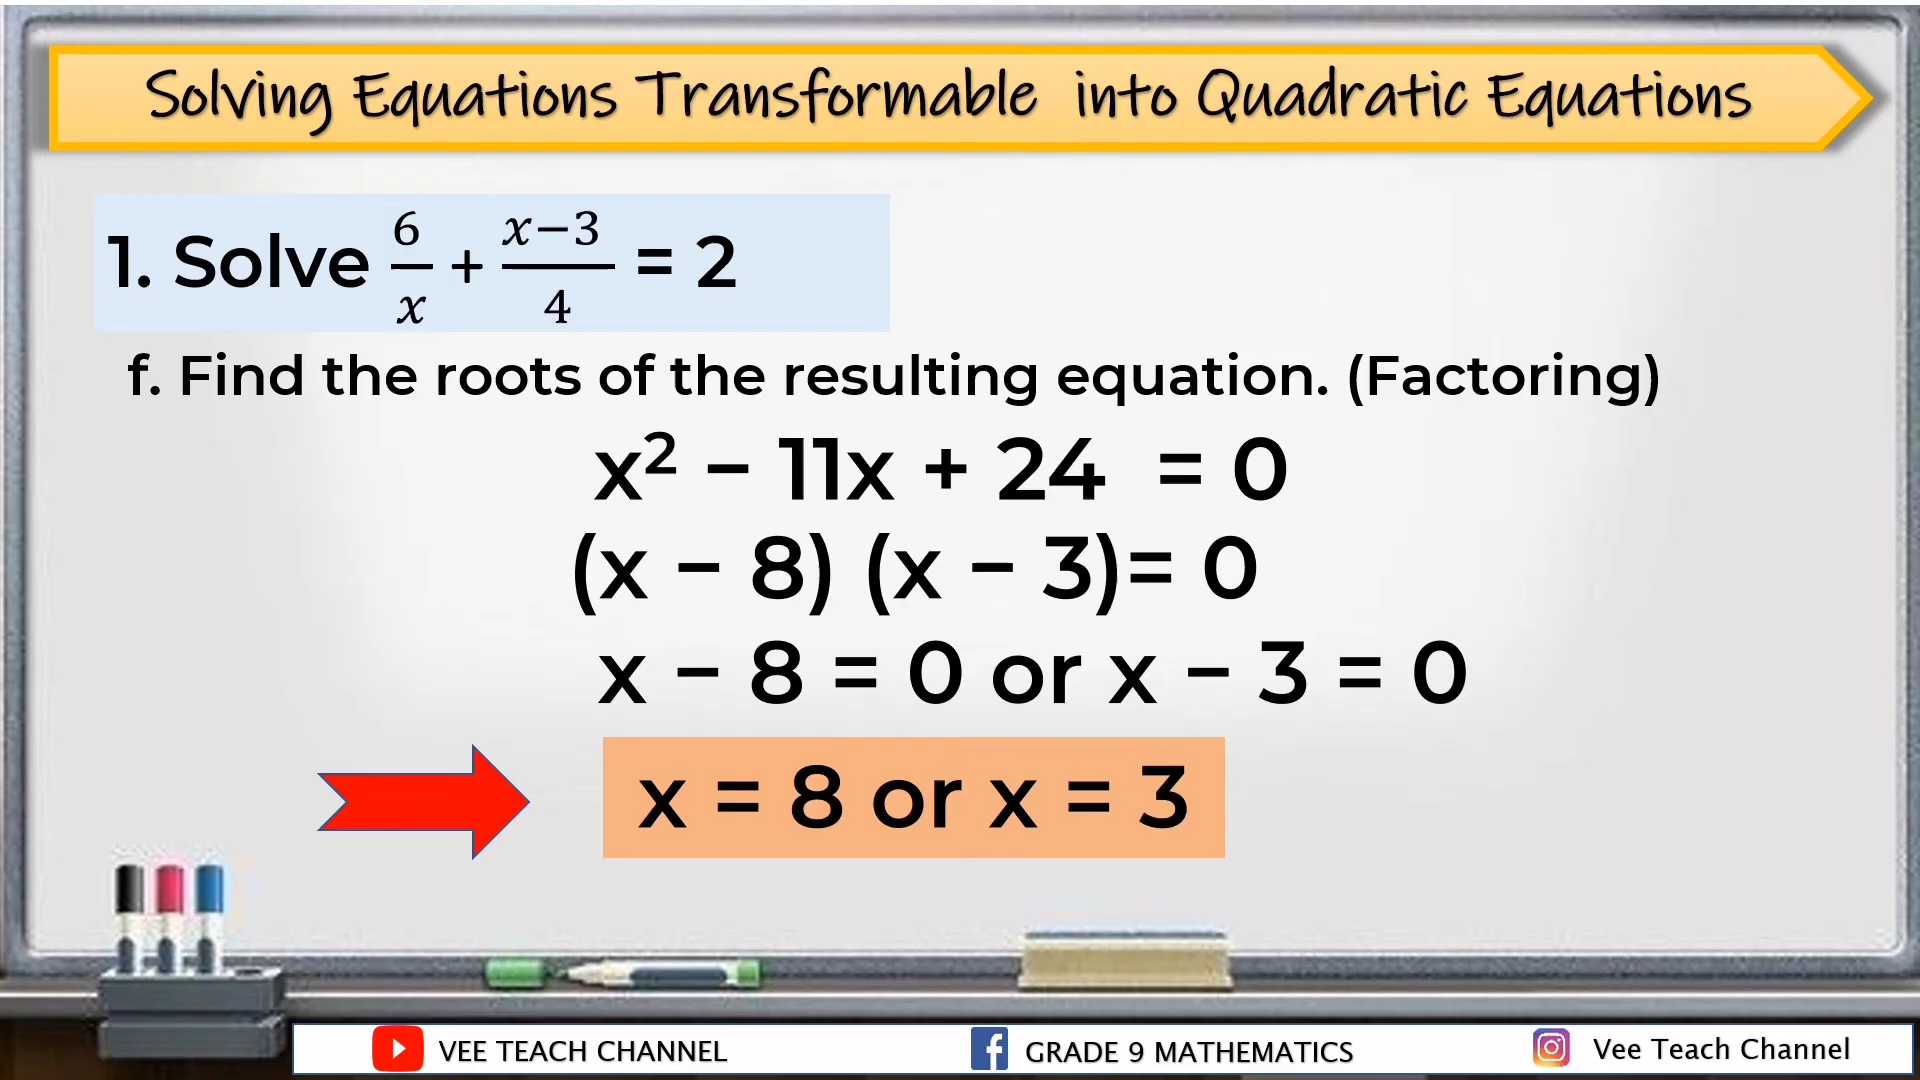 Solving Equations Transformable into Quadratic Equations
1. Solve 6/x + x−3/4 = 2
f. Find the roots of the resulting equation. (Factoring)
x² − 11x + 24 = 0
(x − 8) (x − 3)= 0
x − 8 = 0 or x − 3 = 0
x = 8 or x = 3
VEE TEACH CHANNEL
GRADE 9 MATHEMATICS
Vee Teach Channel